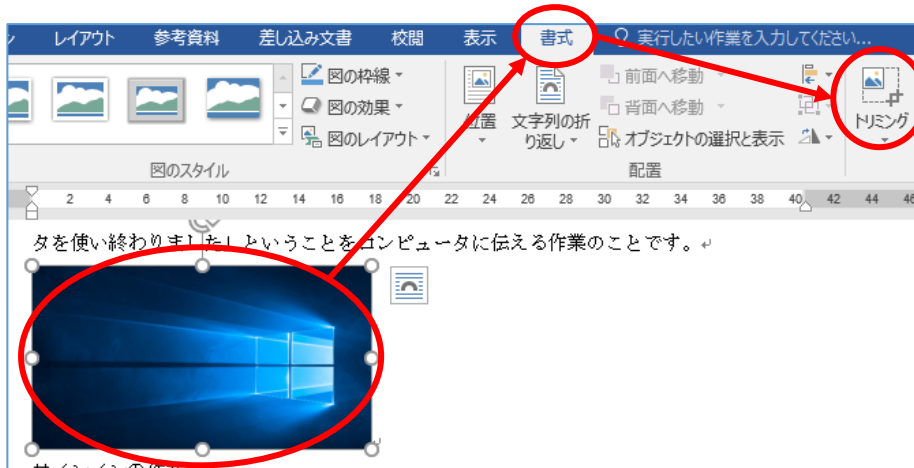 レイアウト 参考資料 差し込み文書 校閲 表示 書式 実行したい作業を入力してください...
図の枠線 前面へ移動
図の効果 背面へ移動
図のレイアウト 位置 文字列の折り返し オブジェクトの選択と表示 トリミング
図のスタイル 配置
2 4 6 8 10 12 14 16 18 20 22 24 26 28 30 32 34 36 38 40 42 44 46
タを使い終わりました」ということをコンピュータに伝える作業のことです。